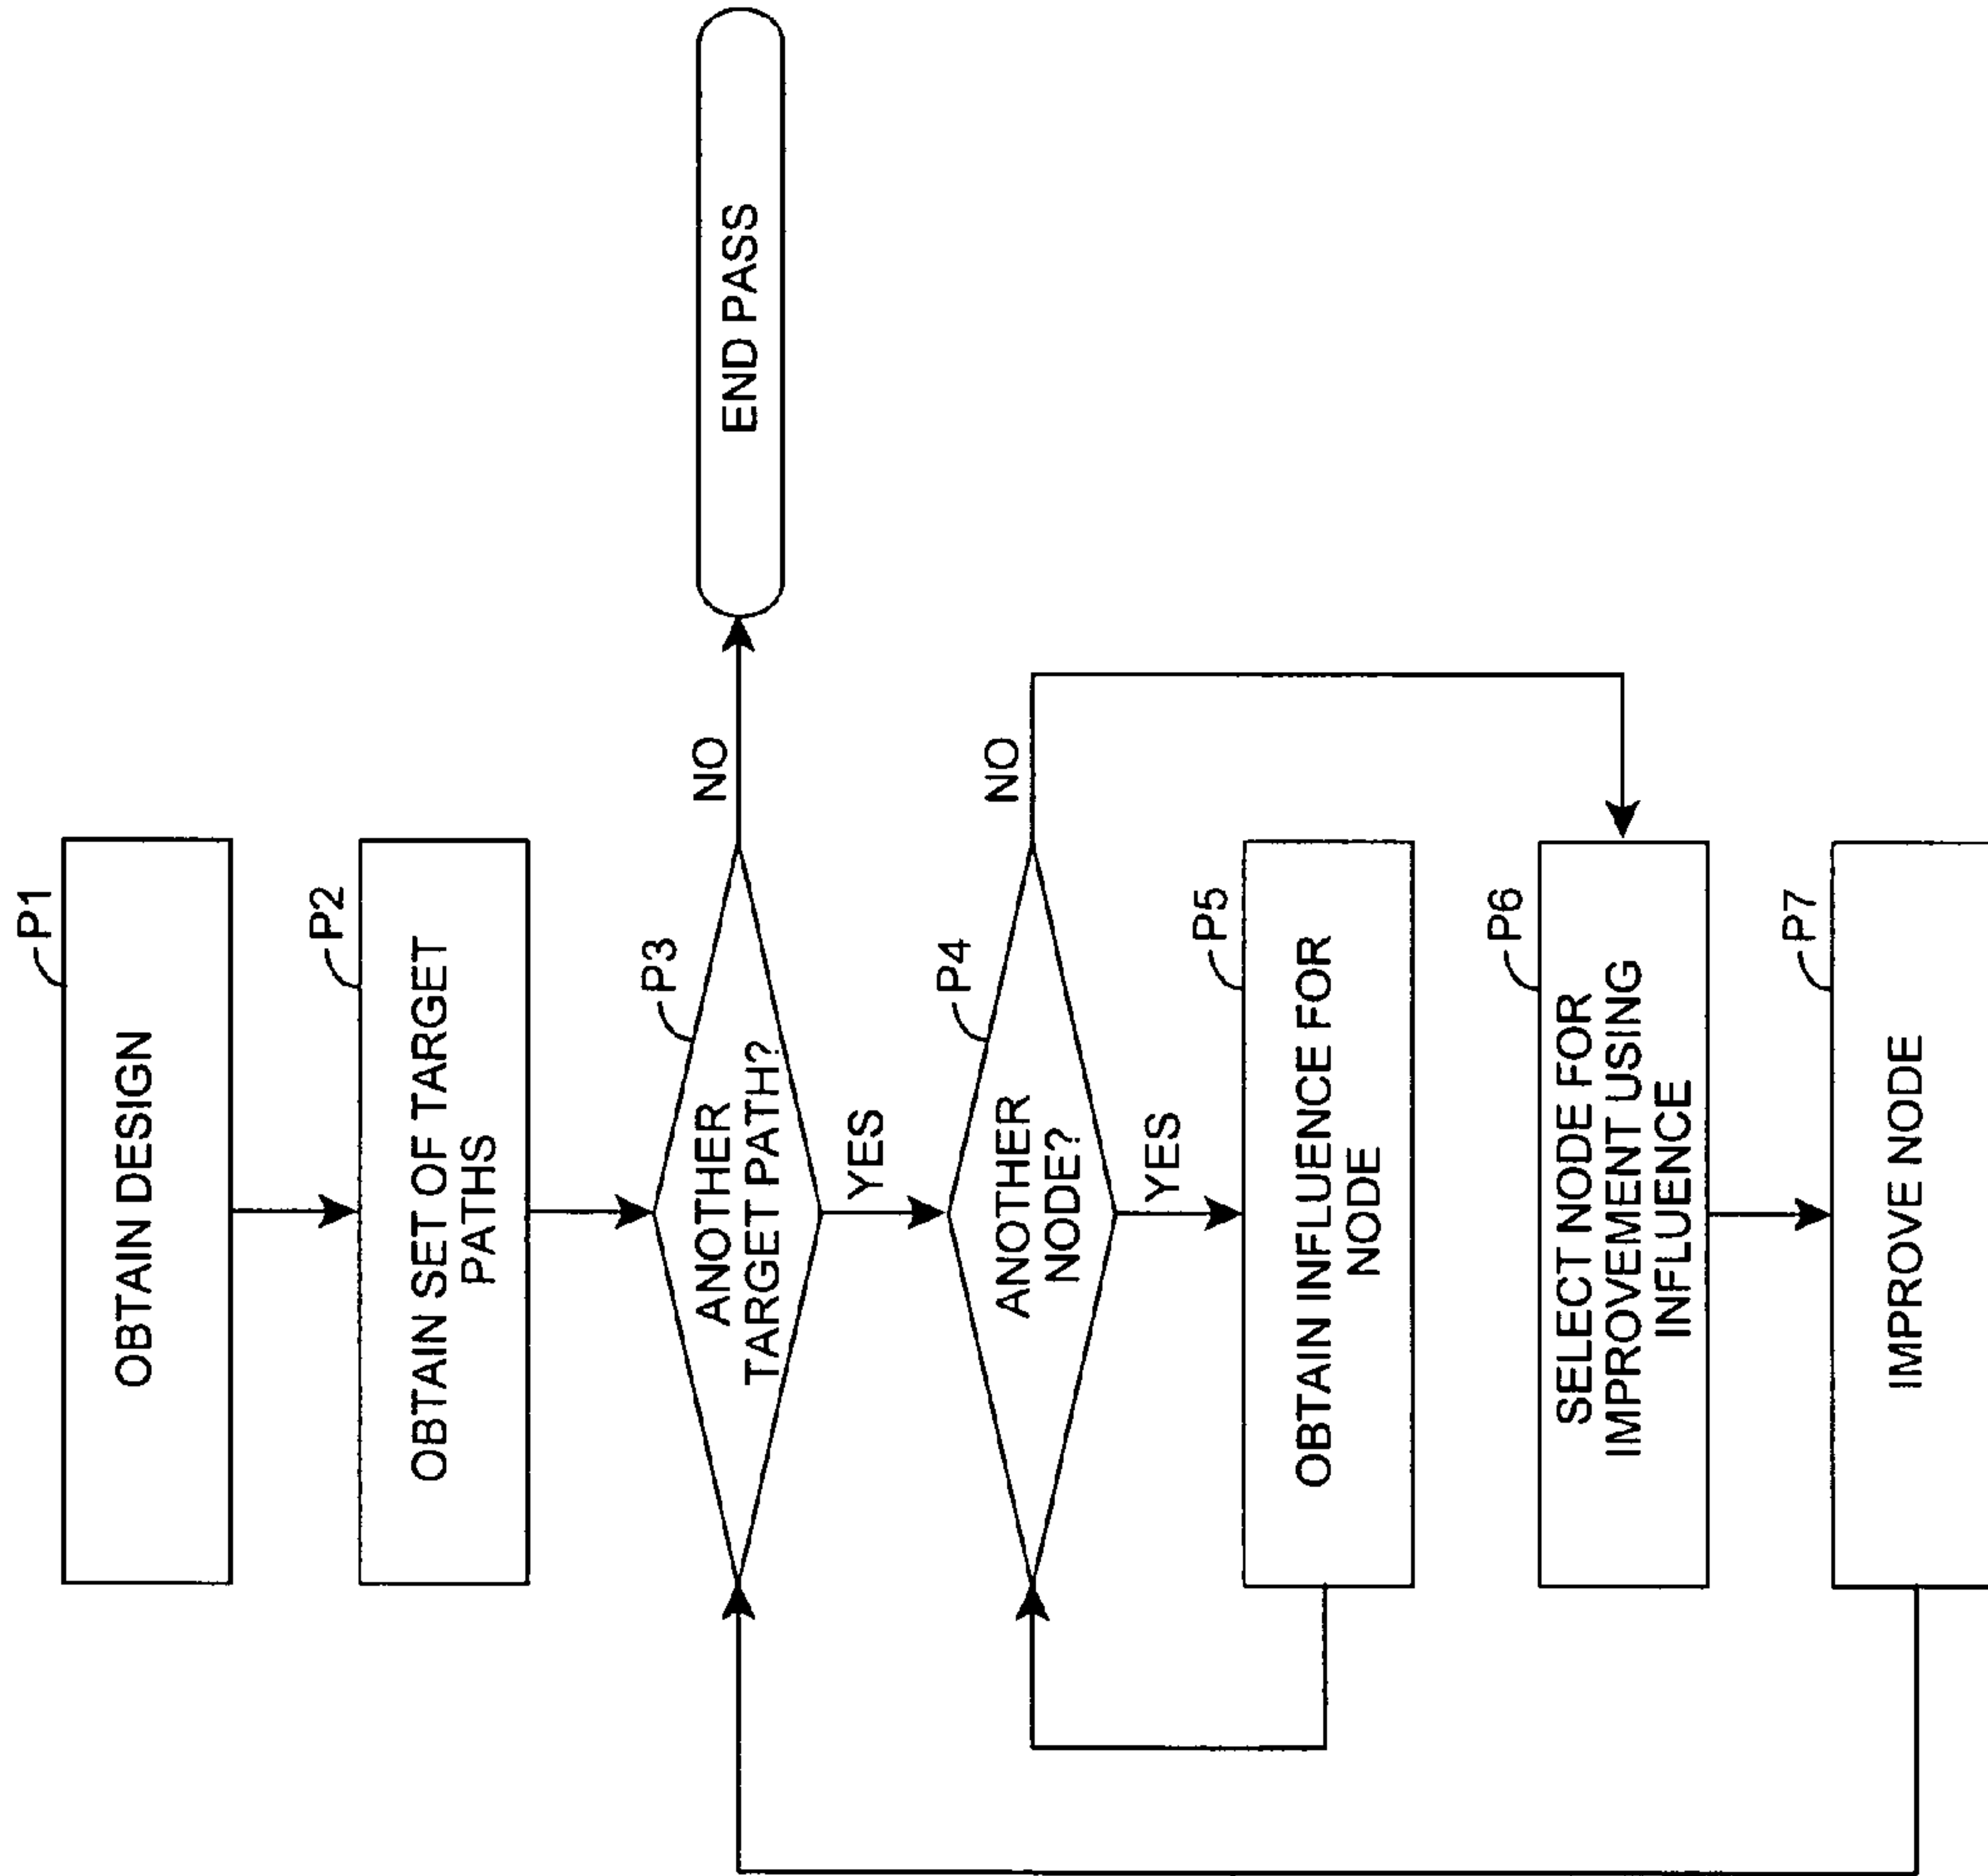 P1
OBTAIN DESIGN
P2
OBTAIN SET OF TARGET
PATHS
P3
ANOTHER
TARGET PATH?
NO
END PASS
YES
P4
ANOTHER
NODE?
NO
YES
P5
OBTAIN INFLUENCE FOR
NODE
P6
SELECT NODE FOR
IMPROVEMENT USING
INFLUENCE
P7
IMPROVE NODE